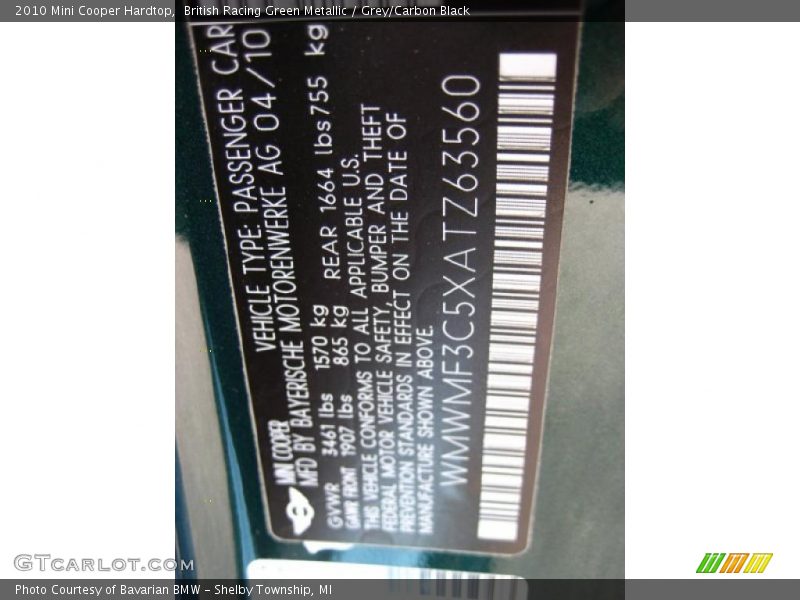 2010 Mini Cooper Hardtop, British Racing Green Metallic / Grey/Carbon Black
VEHICLE TYPE: PASSENGER CAR
MINI COOPER
MFD BY BAYERISCHE MOTORENWERKE AG 04/10
GVWR 3461 lbs 1570 kg REAR 1664 lbs 755 kg
GAWR FRONT 1907 lbs 865 kg
THIS VEHICLE CONFORMS TO ALL APPLICABLE U.S.
FEDERAL MOTOR VEHICLE SAFETY, BUMPER AND THEFT
PREVENTION STANDARDS IN EFFECT ON THE DATE OF
MANUFACTURE SHOWN ABOVE.
WMWMF3C5XATZ63560
GTCARLOT.COM
Photo Courtesy of Bavarian BMW – Shelby Township, MI